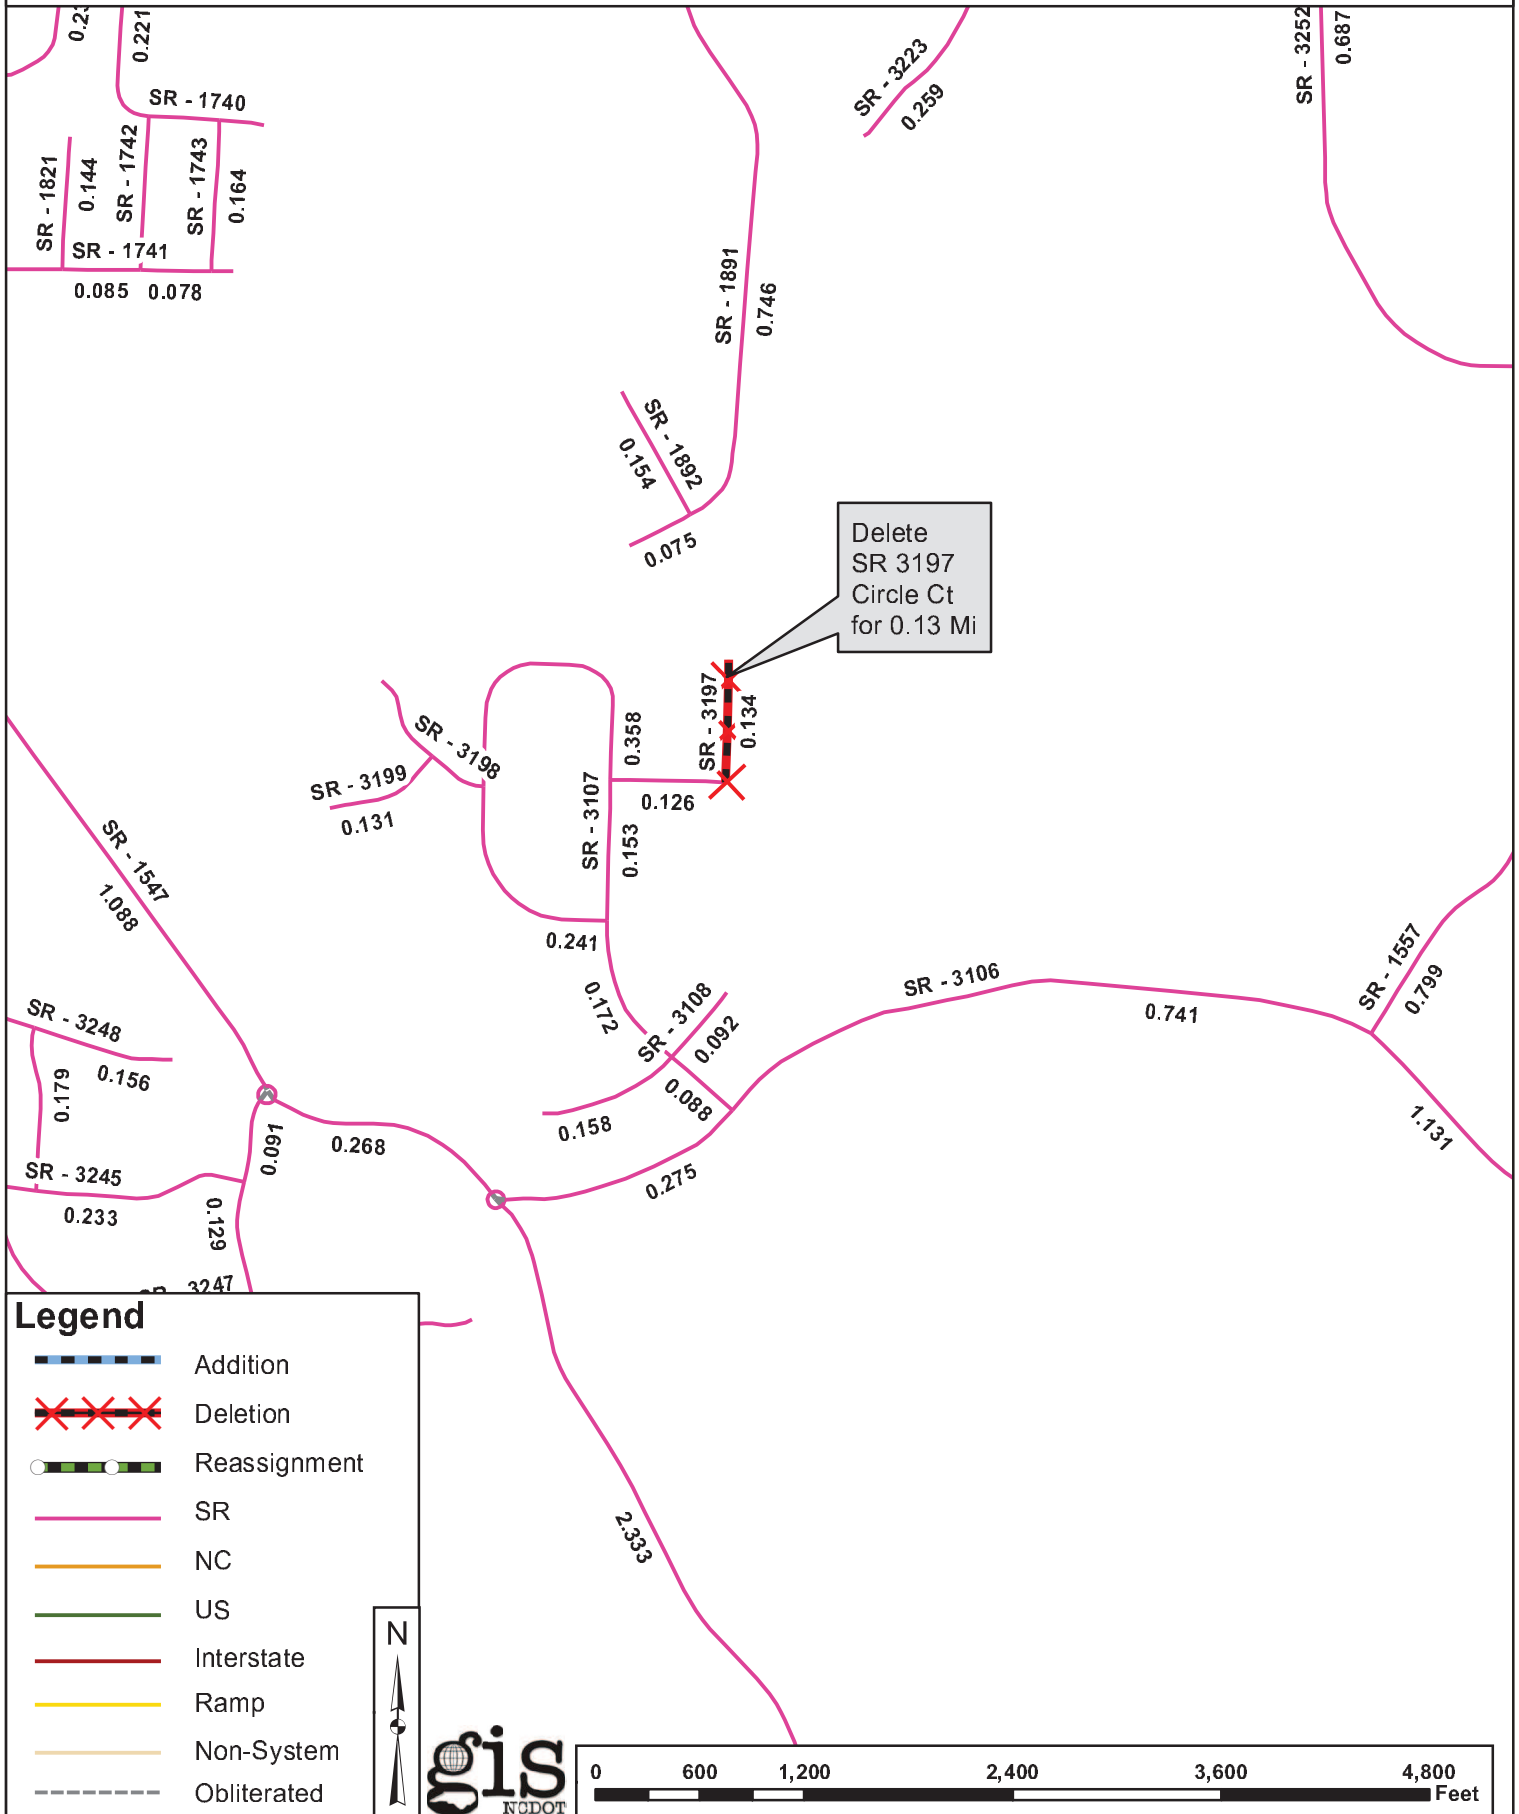 0.221
SR - 1740
SR - 1742
SR - 1743
SR - 1821
0.144
0.164
SR - 1741
0.085
0.078
SR - 3223
0.259
SR - 3252
0.687
SR - 1891
0.746
SR - 1892
0.154
0.075
Delete
SR 3197
Circle Ct
for 0.13 Mi
SR - 3197
0.134
0.358
0.126
SR - 3107
0.153
SR - 3198
SR - 3199
0.131
0.241
0.172
SR - 1547
1.088
SR - 3108
0.092
0.088
0.158
SR - 3106
0.741
SR - 1557
0.799
1.131
SR - 3248
0.156
0.179
0.091
0.268
0.275
SR - 3245
0.233
0.129
3247
2.333
Legend
Addition
Deletion
Reassignment
SR
NC
US
Interstate
Ramp
Non-System
Obliterated
N
gis
NCDOT
0 600 1,200 2,400 3,600 4,800
Feet